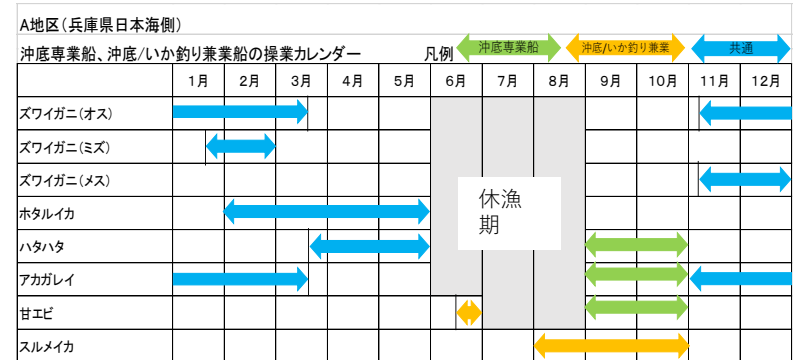 A地区(兵庫県日本海側)
沖底専業船、沖底/いか釣り兼業船の操業カレンダー 凡例 沖底専業船 沖底/いか釣り兼業 共通
1月 2月 3月 4月 5月 6月 7月 8月 9月 10月 11月 12月
ズワイガニ(オス)
ズワイガニ(ミズ)
ズワイガニ(メス)
休漁
期
ホタルイカ
ハタハタ
アカガレイ
甘エビ
スルメイカ